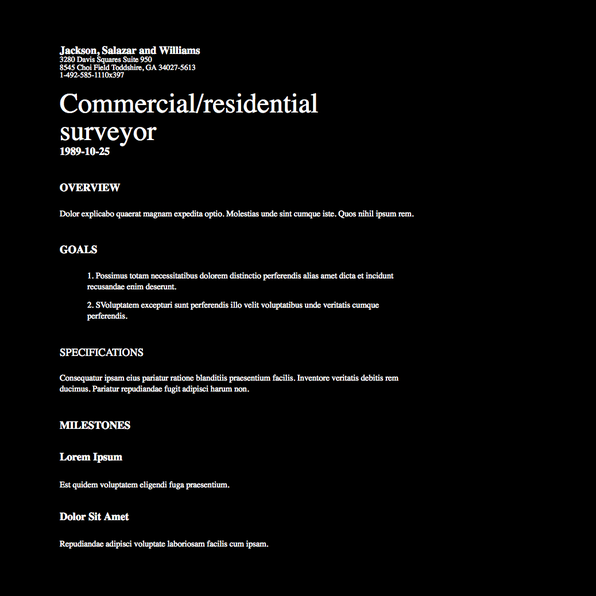 Jackson, Salazar and Williams
3280 Davis Squares Suite 950
8545 Choi Field Toddshire, GA 34027-5613
1-492-585-1110x397
Commercial/residential
surveyor
1989-10-25
OVERVIEW
Dolor explicabo quaerat magnam expedita optio. Molestias unde sint cumque iste. Quos nihil ipsum rem.
GOALS
1. Possimus totam necessitatibus dolorem distinctio perferendis alias amet dicta et incidunt
recusandae enim deserunt.
2. SVoluptatem excepturi sunt perferendis illo velit voluptatibus unde veritatis cumque
perferendis.
SPECIFICATIONS
Consequatur ipsam eius pariatur ratione blanditiis praesentium facilis. Inventore veritatis debitis rem
ducimus. Pariatur repudiandae fugit adipisci harum non.
MILESTONES
Lorem Ipsum
Est quidem voluptatem eligendi fuga praesentium.
Dolor Sit Amet
Repudiandae adipisci voluptate laboriosam facilis cum ipsam.